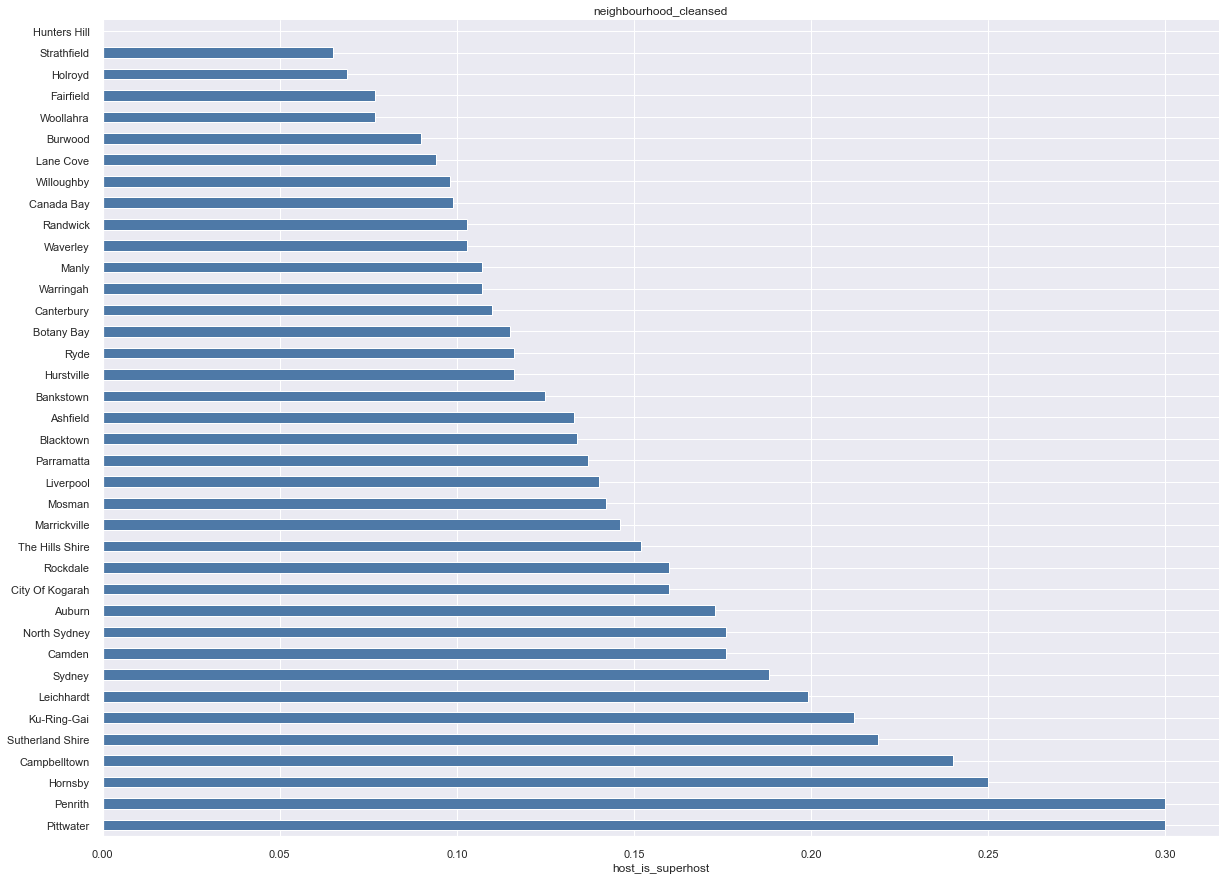 neighbourhood_cleansed
Hunters Hill
Strathfield
Holroyd
Fairfield
Woollahra
Burwood
Lane Cove
Willoughby
Canada Bay
Randwick
Waverley
Manly
Warringah
Canterbury
Botany Bay
Ryde
Hurstville
Bankstown
Ashfield
Blacktown
Parramatta
Liverpool
Mosman
Marrickville
The Hills Shire
Rockdale
City Of Kogarah
Auburn
North Sydney
Camden
Sydney
Leichhardt
Ku-Ring-Gai
Sutherland Shire
Campbelltown
Hornsby
Penrith
Pittwater
0.00 0.05 0.10 0.15 0.20 0.25 0.30
host_is_superhost